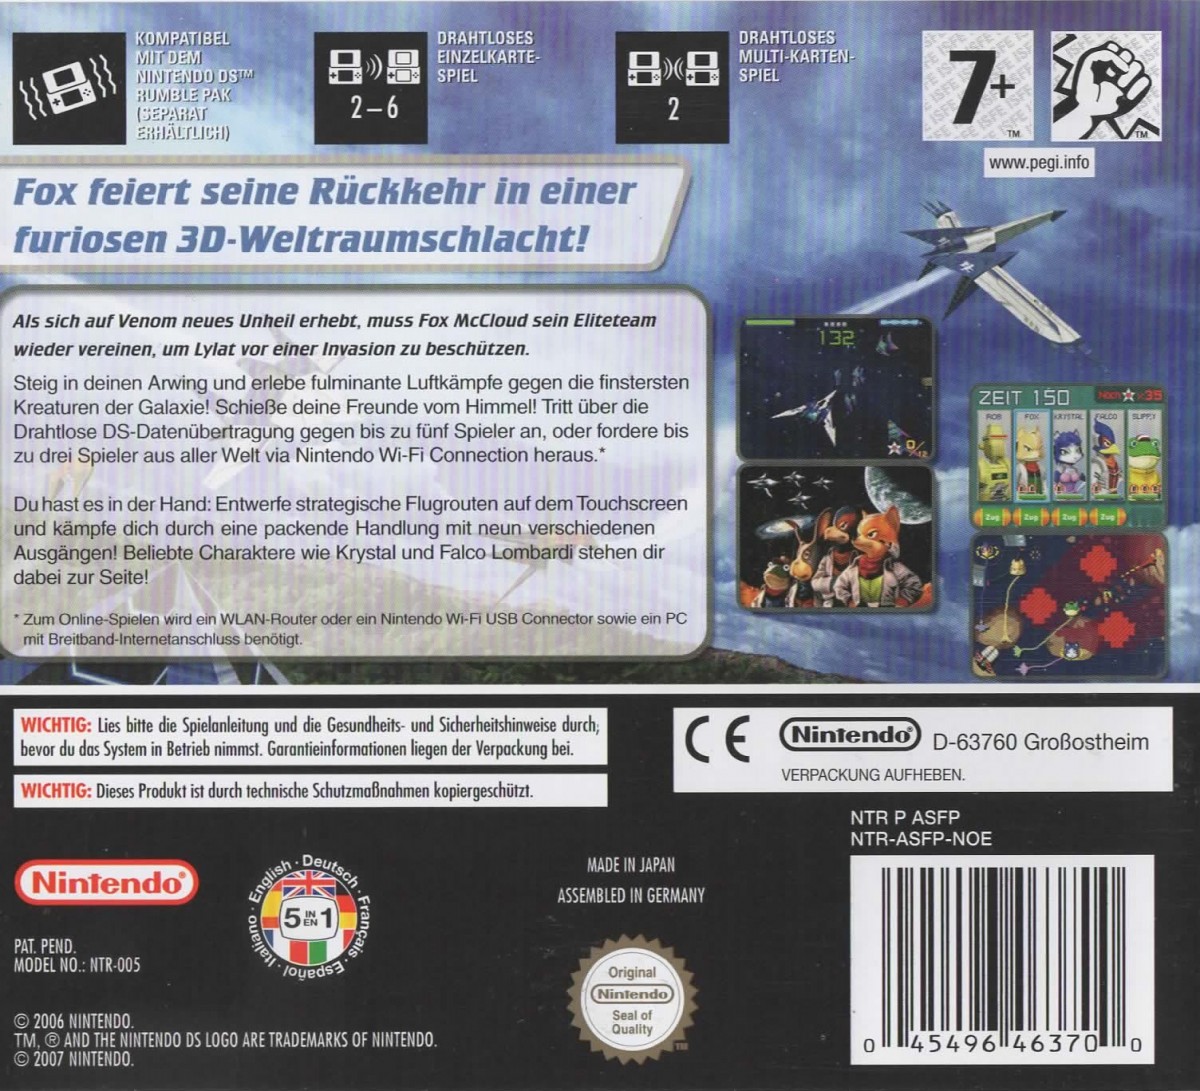 KOMPATIBEL
MIT DEM
NINTENDO DS™
RUMBLE PAK
(SEPARAT
ERHÄLTLICH)
2–6
DRAHTLOSES
EINZELKARTE-
SPIEL
2
DRAHTLOSES
MULTI-KARTEN-
SPIEL
7+
TM
TM
www.pegi.info
Fox feiert seine Rückkehr in einer
furiosen 3D-Weltraumschlacht!
Als sich auf Venom neues Unheil erhebt, muss Fox McCloud sein Eliteteam
wieder vereinen, um Lylat vor einer Invasion zu beschützen.
Steig in deinen Arwing und erlebe fulminante Luftkämpfe gegen die finstersten
Kreaturen der Galaxie! Schieße deine Freunde vom Himmel! Tritt über die
Drahtlose DS-Datenübertragung gegen bis zu fünf Spieler an, oder fordere bis
zu drei Spieler aus aller Welt via Nintendo Wi-Fi Connection heraus.*
Du hast es in der Hand: Entwerfe strategische Flugrouten auf dem Touchscreen
und kämpfe dich durch eine packende Handlung mit neun verschiedenen
Ausgängen! Beliebte Charaktere wie Krystal und Falco Lombardi stehen dir
dabei zur Seite!
* Zum Online-Spielen wird ein WLAN-Router oder ein Nintendo Wi-Fi USB Connector sowie ein PC
mit Breitband-Internetanschluss benötigt.
132
0/12
ZEIT 150
Noch ×35
ROB FOX KRYSTAL FALCO SLIPPY
Zug Zug Zug Zug
WICHTIG: Lies bitte die Spielanleitung und die Gesundheits- und Sicherheitshinweise durch,
bevor du das System in Betrieb nimmst. Garantieinformationen liegen der Verpackung bei.
WICHTIG: Dieses Produkt ist durch technische Schutzmaßnahmen kopiergeschützt.
CE Nintendo® D-63760 Großostheim
VERPACKUNG AUFHEBEN.
NTR P ASFP
NTR-ASFP-NOE
Nintendo®
English · Deutsch · Français · Español · Italiano ·
5 IN EN 1
MADE IN JAPAN
ASSEMBLED IN GERMANY
PAT. PEND.
MODEL NO.: NTR-005
Original
Nintendo
Seal of
Quality
TM
© 2006 NINTENDO.
TM, ® AND THE NINTENDO DS LOGO ARE TRADEMARKS OF NINTENDO.
© 2007 NINTENDO.
0 45496 46370 0